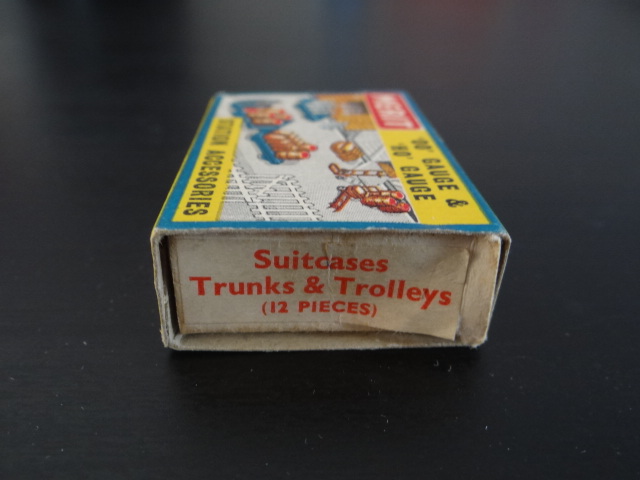 Suitcases
Trunks & Trolleys
(12 PIECES)
STATION ACCESSORIES
'OO' GAUGE &
'HO' GAUGE